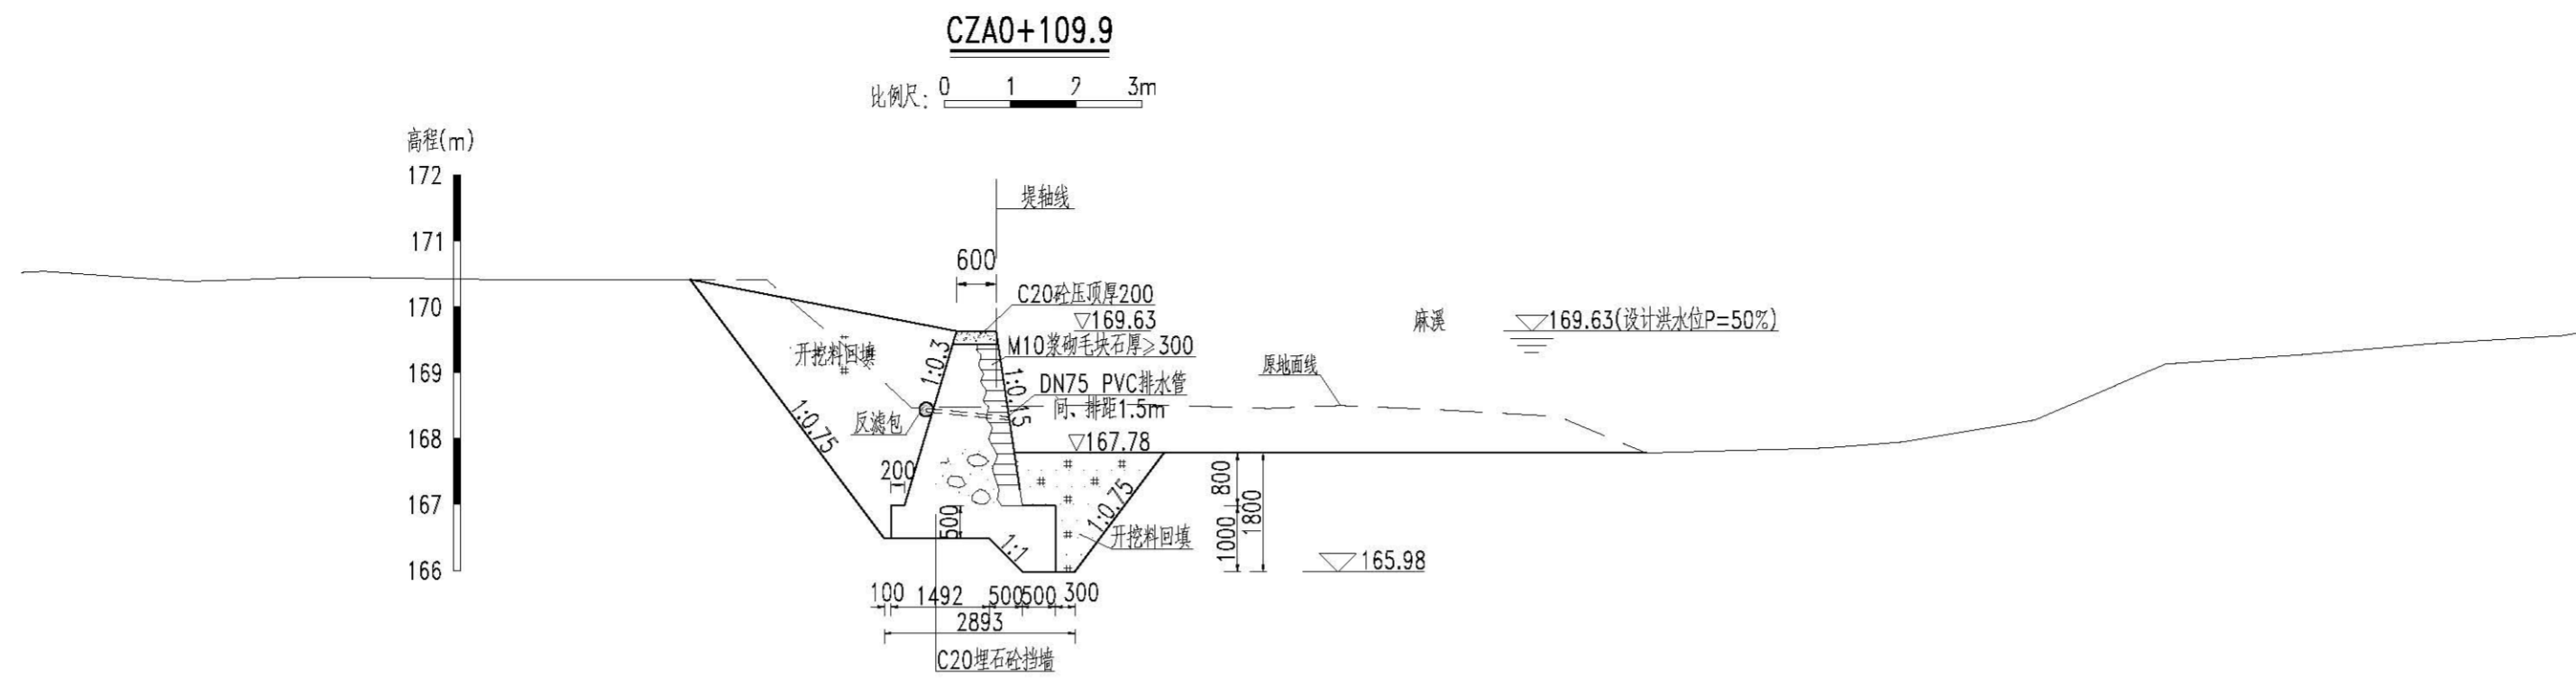 CZA0+109.9
比例尺: 0 1 2 3m
高程(m)
172
171
170
169
168
167
166
堤轴线
600
C20砼压顶厚200
169.63
M10浆砌毛块石厚≥300
DN75 PVC排水管
间、排距1.5m
167.78
麻溪
169.63(设计洪水位P=50%)
原地面线
开挖料回填
1:0.3
1:0.15
反滤包
1:0.75
200
500
1:1
1:0.75
开挖料回填
800
1000
1800
165.98
100 1492 500 500 300
2893
C20埋石砼挡墙